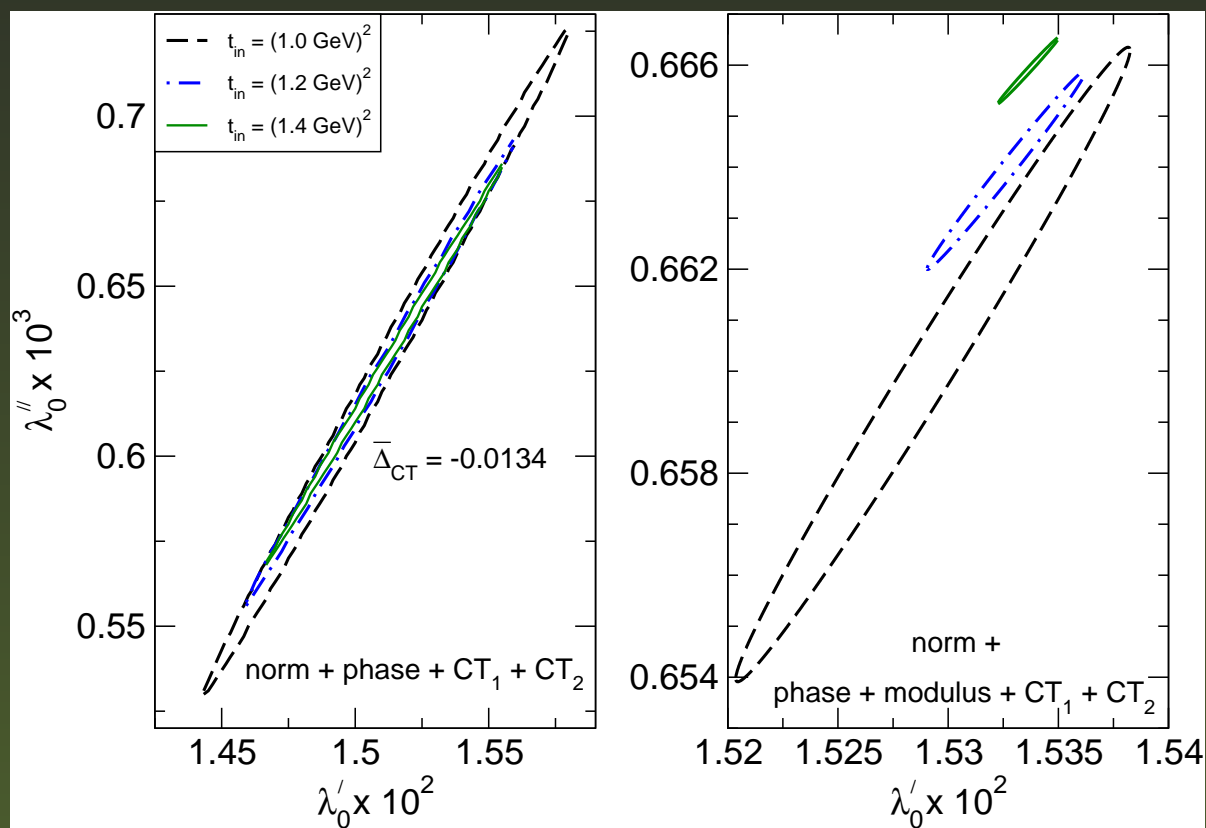 t_in = (1.0 GeV)^2
t_in = (1.2 GeV)^2
t_in = (1.4 GeV)^2
0.7
0.65
0.6
0.55
λ_0^// x 10^3
Δ̅_CT = -0.0134
norm + phase + CT_1 + CT_2
1.45
1.5
1.55
λ_0^/ x 10^2
0.666
0.662
0.658
0.654
norm +
phase + modulus + CT_1 + CT_2
1.52
1.525
1.53
1.535
1.54
λ_0^/ x 10^2